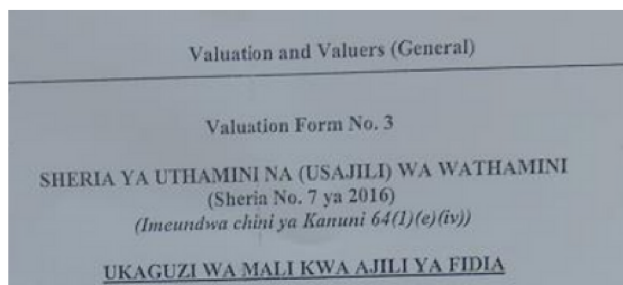 Valuation and Valuers (General)
Valuation Form No. 3
SHERIA YA UTHAMINI NA (USAJILI) WA WATHAMINI
(Sheria No. 7 ya 2016)
(Imeundwa chini ya Kanuni 64(1)(e)(iv))
UKAGUZI WA MALI KWA AJILI YA FIDIA